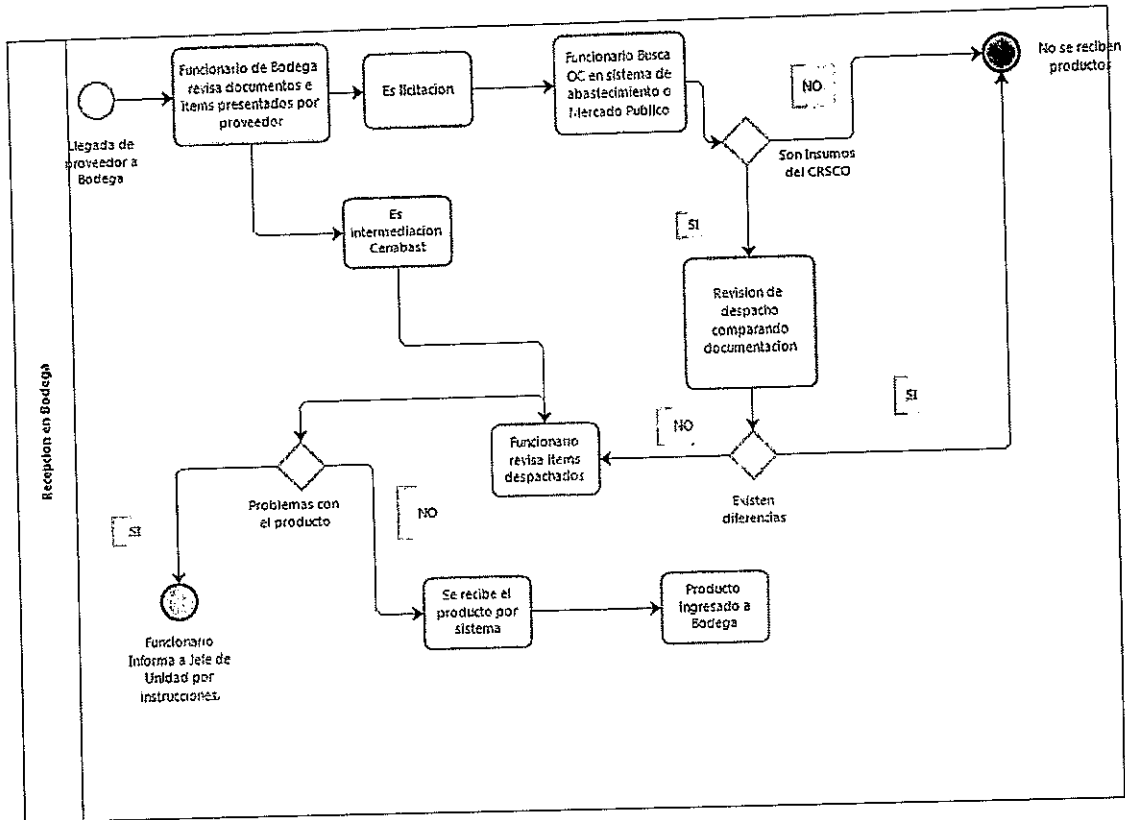 Recepcion en Bodega
Llegada de
proveedor a
Bodega
Funcionario de Bodega
revisa documentos e
items presentados por
proveedor
Es licitacion
Funcionario Busca
OC en sistema de
abastecimiento o
Mercado Publico
NO
No se reciben
productos
Son Insumos
del CRSCO
Es
intermediacion
Cenabast
SI
Revision de
despacho
comparando
documentacion
SI
NO
Funcionario
revisa items
despachados
Existen
diferencias
Problemas con
el producto
NO
SI
Se recibe el
producto por
sistema
Producto
ingresado a
Bodega
Funcionario
Informa a Jefe de
Unidad por
instrucciones.